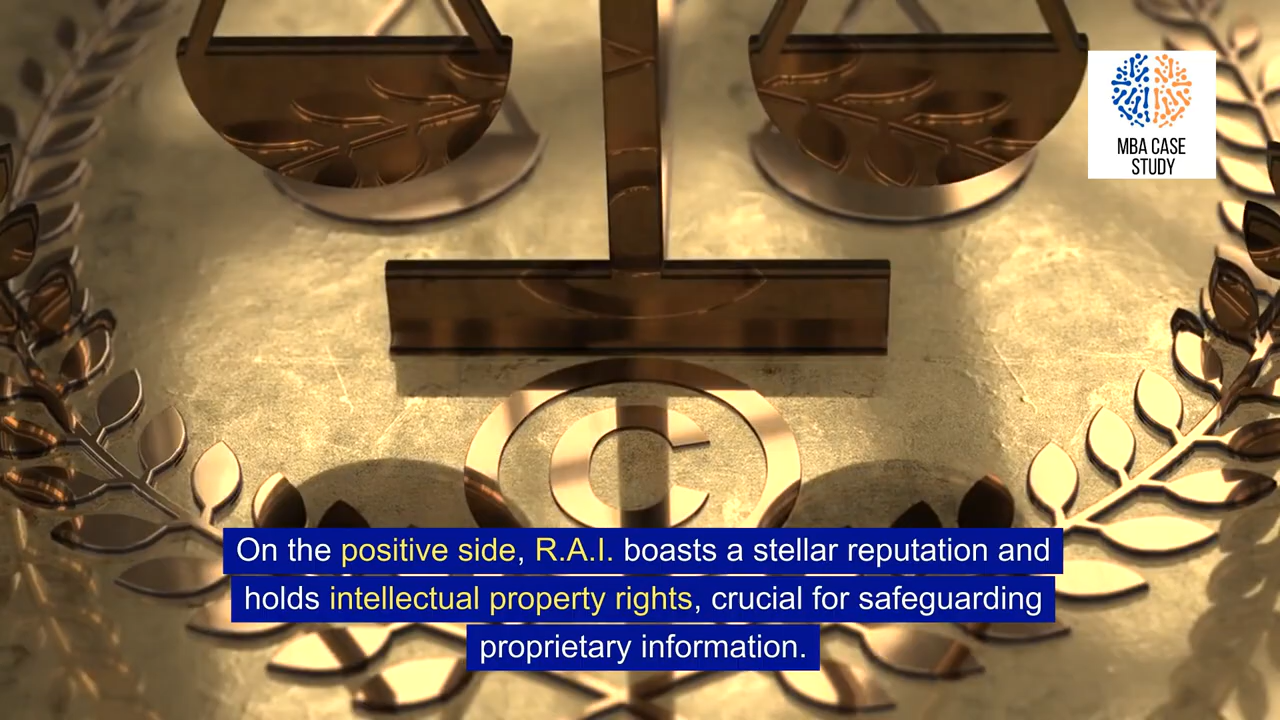 MBA CASE
STUDY
©
On the positive side, R.A.I. boasts a stellar reputation and
holds intellectual property rights, crucial for safeguarding
proprietary information.